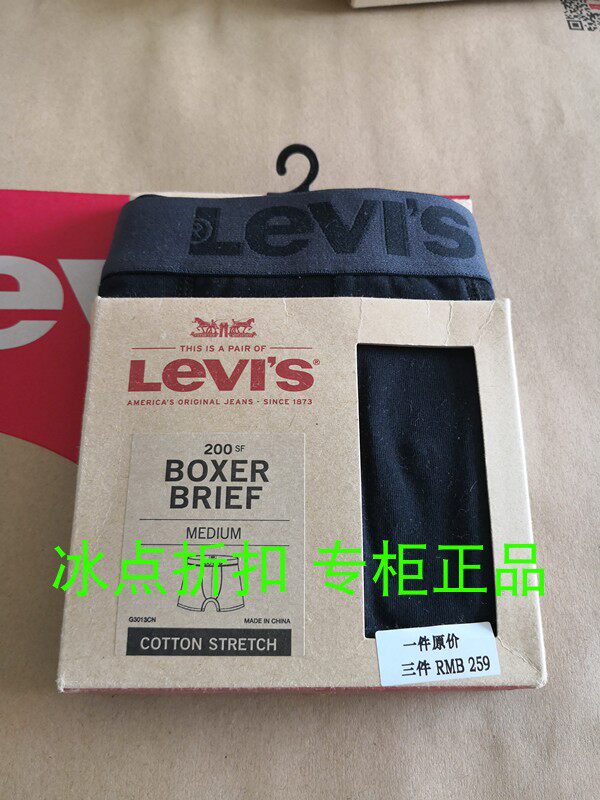 Levi's
ev
THIS IS A PAIR OF
Levi's®
AMERICA'S ORIGINAL JEANS - SINCE 1873
200 SF
BOXER
BRIEF
MEDIUM
冰点折扣 专柜正品
G3013CN
MADE IN CHINA
COTTON STRETCH
一件原价
三件 RMB 259